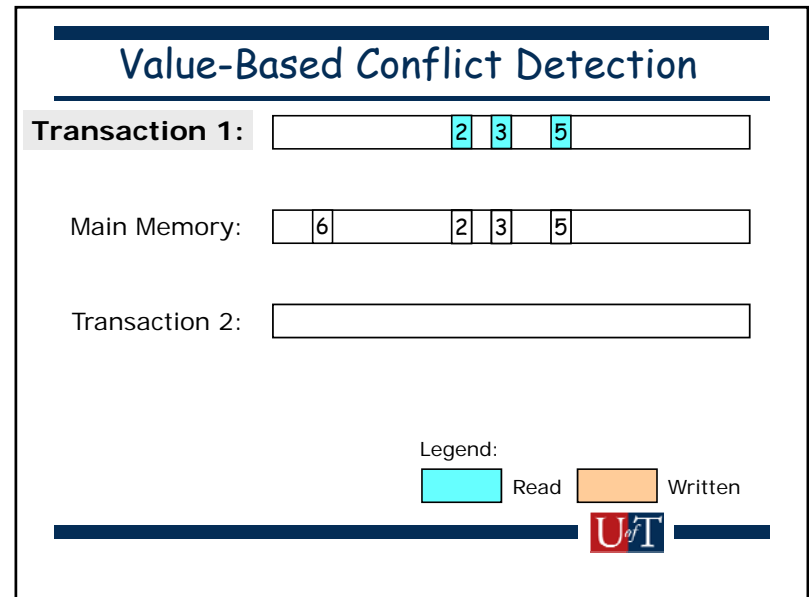 Value-Based Conflict Detection
Transaction 1: 2 3 5
Main Memory: 6 2 3 5
Transaction 2:
Legend:
Read Written
UofT